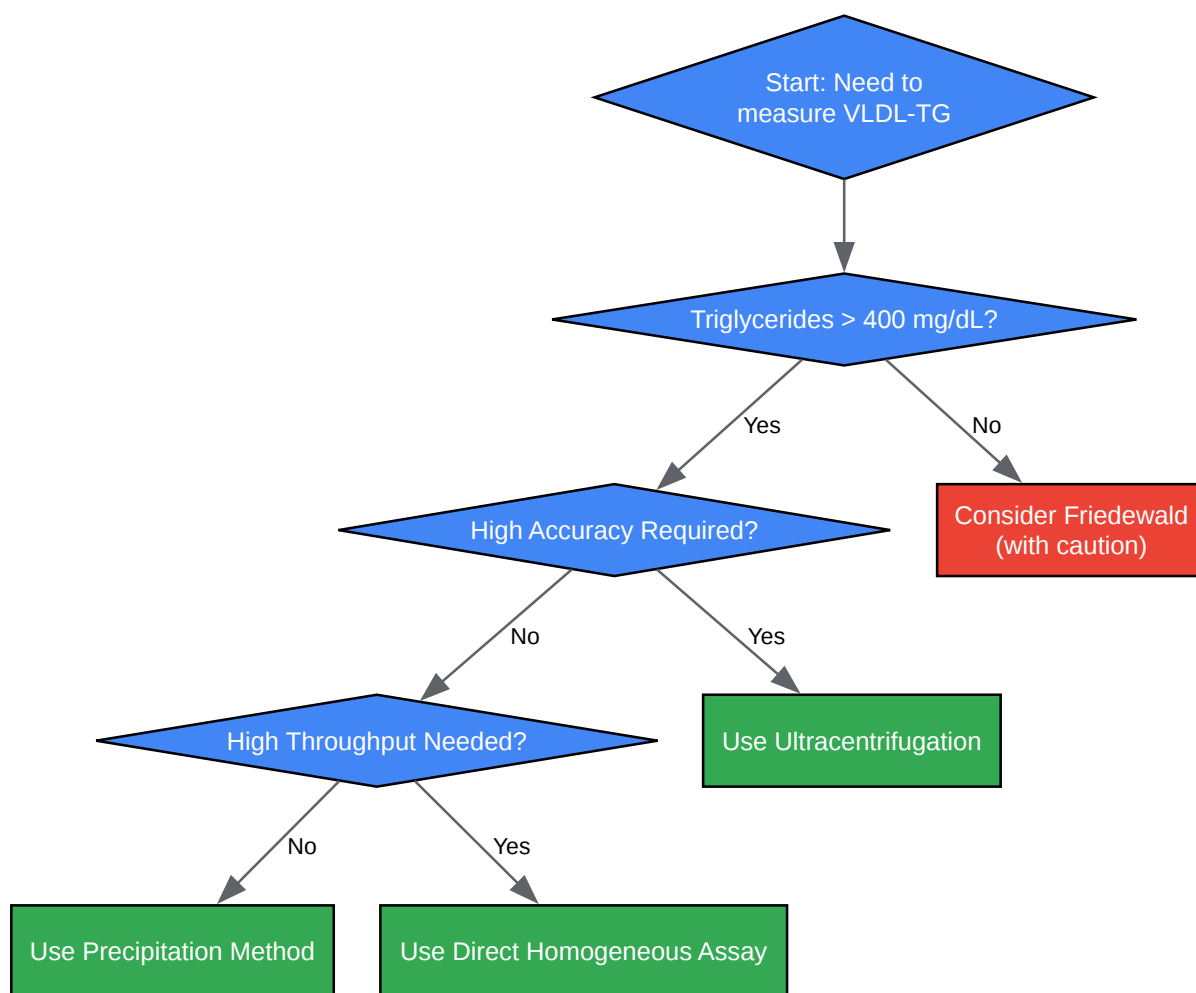 Start: Need to
measure VLDL-TG
Triglycerides > 400 mg/dL?
Yes
No
High Accuracy Required?
Consider Friedewald
(with caution)
No
Yes
High Throughput Needed?
Use Ultracentrifugation
No
Yes
Use Precipitation Method
Use Direct Homogeneous Assay